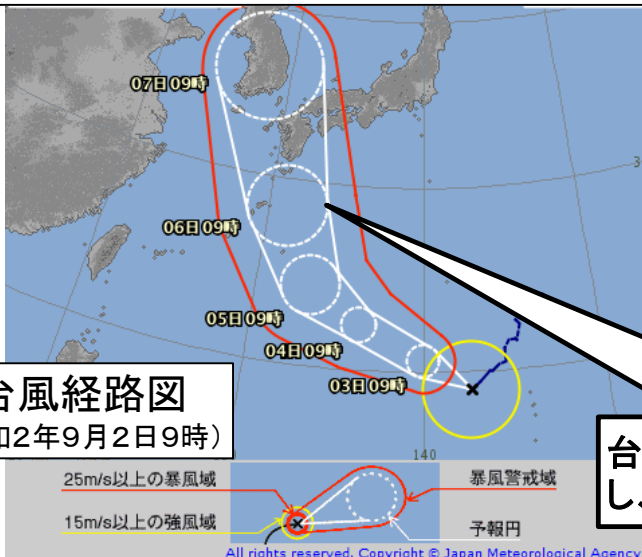 07日09時
06日09時
05日09時
04日09時
03日09時
台風経路図
和2年9月2日9時）
140
台
し、
25m/s以上の暴風域
暴風警戒域
15m/s以上の強風域
予報円
All rights reserved. Copyright © Japan Meteorological Agency